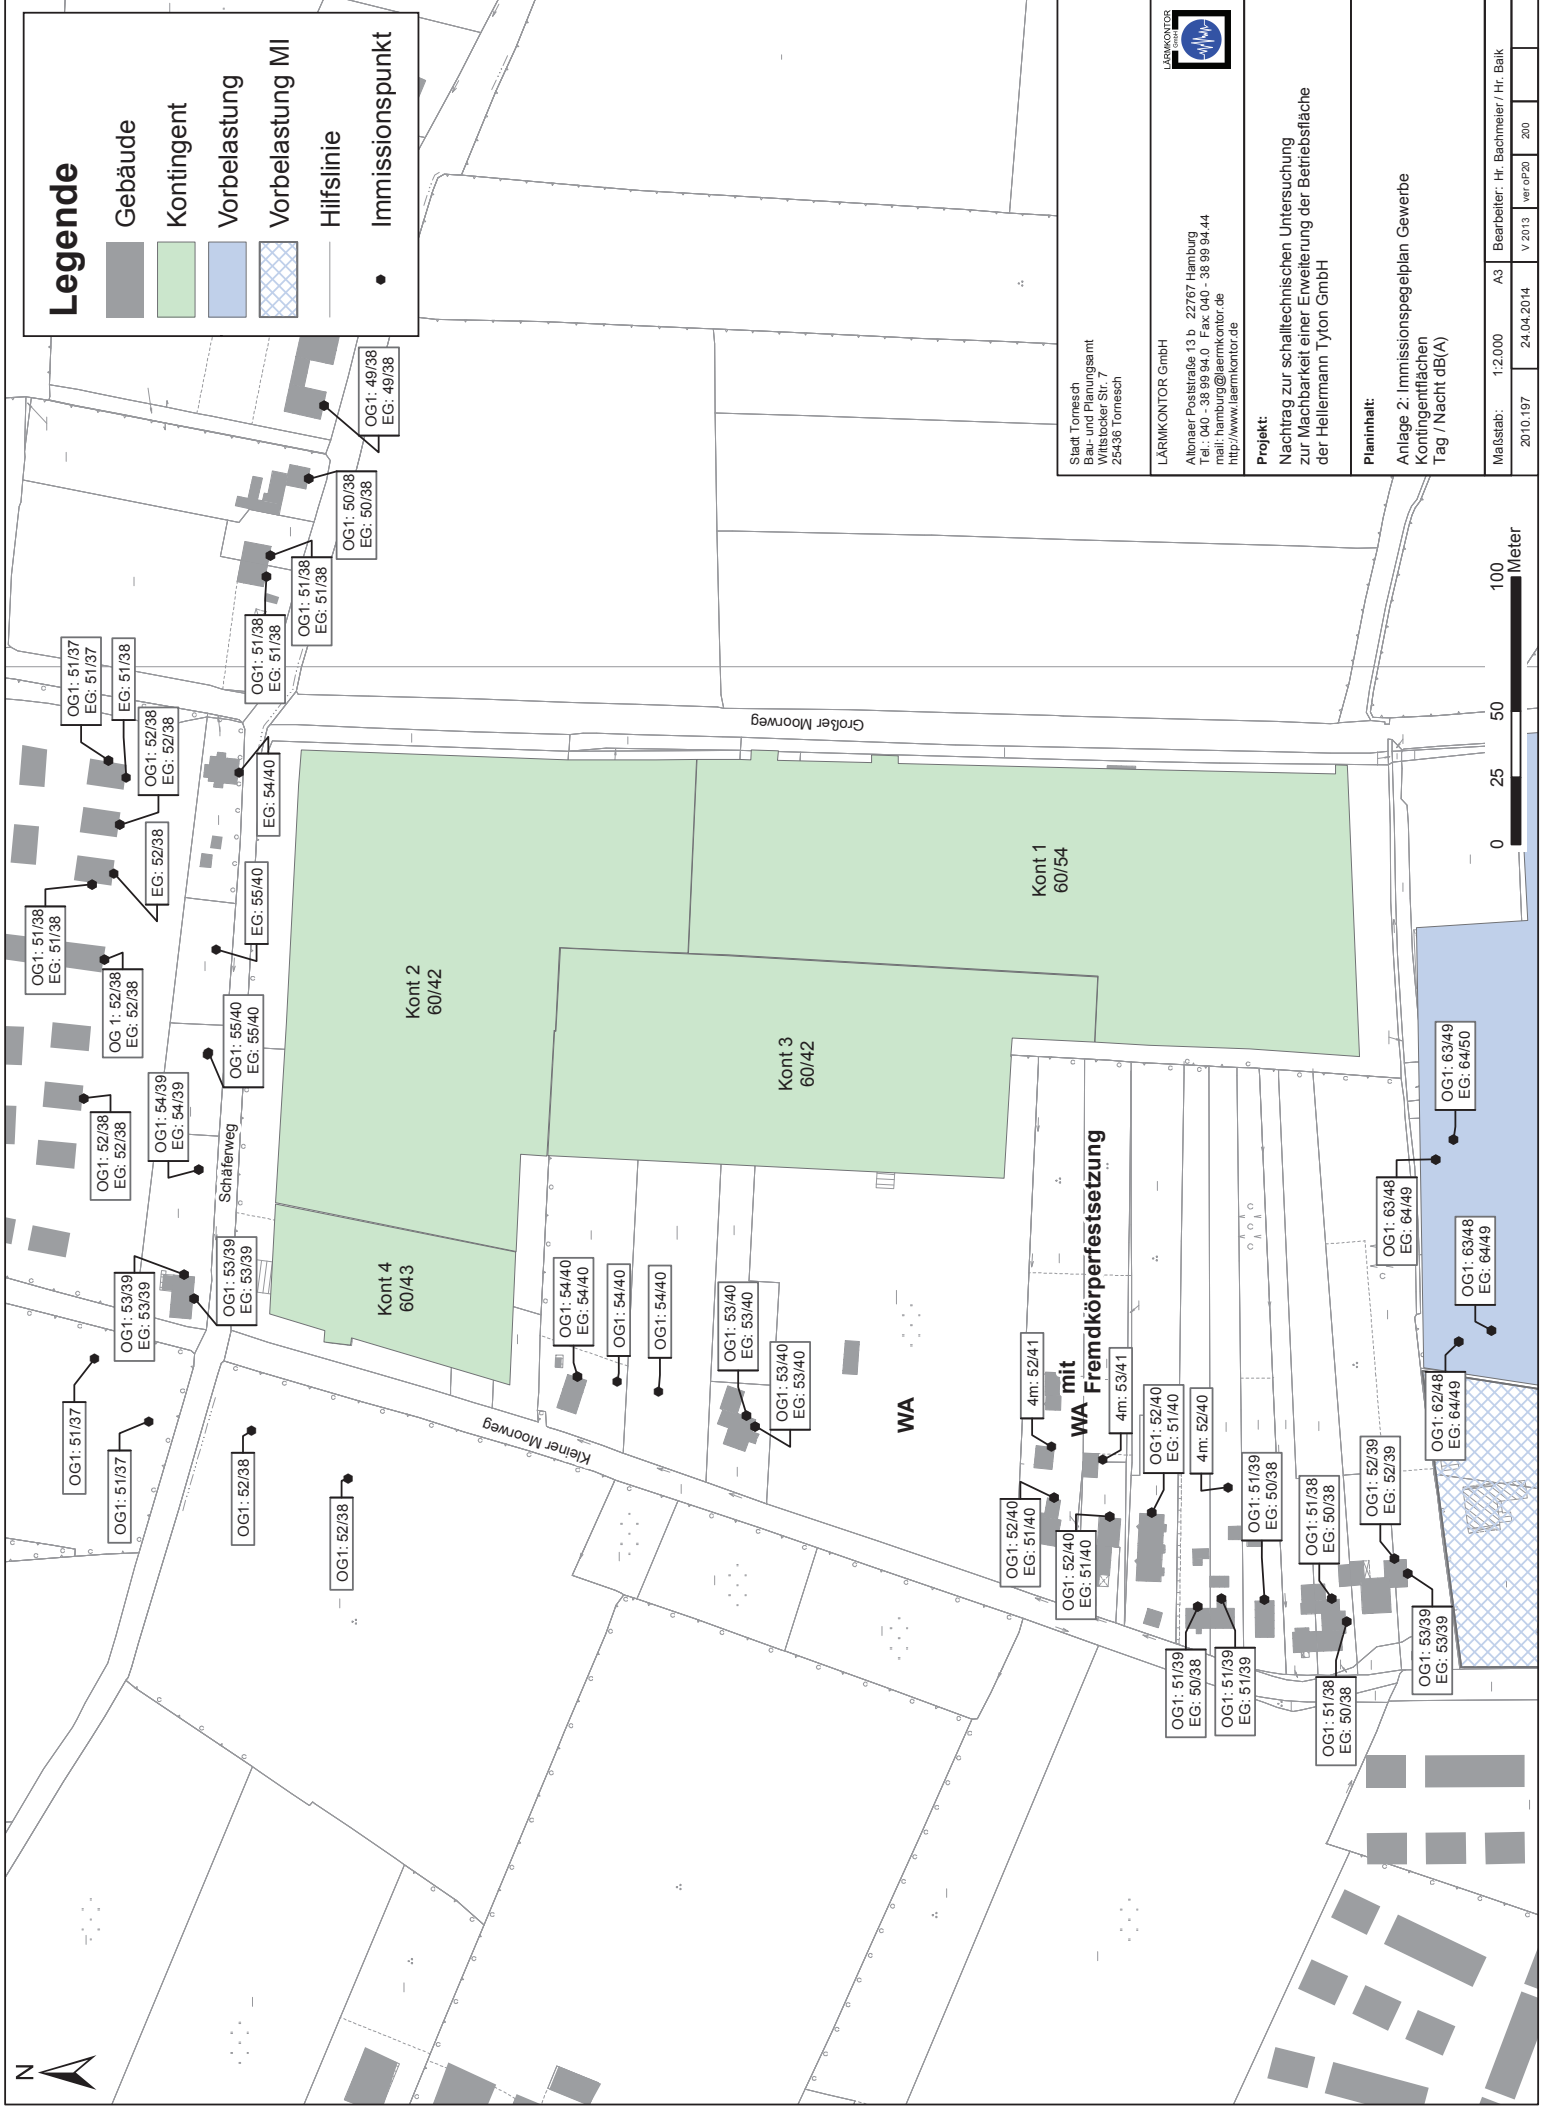 Legende
Gebäude
Kontingent
Vorbelastung
Vorbelastung MI
Hilfslinie
Immissionspunkt
N
OG1: 51/37
OG1: 51/37
OG1: 52/38
OG1: 52/38
OG1: 53/39
EG: 53/39
OG1: 53/39
EG: 53/39
OG1: 52/38
EG: 52/38
OG1: 54/39
EG: 54/39
OG 1: 52/38
EG: 52/38
OG1: 55/40
EG: 55/40
OG1: 51/38
EG: 51/38
EG: 55/40
EG: 52/38
OG1: 52/38
EG: 52/38
EG: 54/40
OG1: 51/37
EG: 51/37
EG: 51/38
OG1: 51/38
EG: 51/38
OG1: 51/38
EG: 51/38
OG1: 50/38
EG: 50/38
OG1: 49/38
EG: 49/38
Schäferweg
Kleiner Moorweg
Großer Moorweg
Kont 4
60/43
Kont 2
60/42
Kont 3
60/42
Kont 1
60/54
OG1: 54/40
EG: 54/40
OG1: 54/40
OG1: 54/40
OG1: 53/40
EG: 53/40
OG1: 53/40
EG: 53/40
WA
WA mit
Fremdkörperfestsetzung
4m: 52/41
OG1: 52/40
EG: 51/40
OG1: 52/40
EG: 51/40
4m: 53/41
OG1: 52/40
EG: 51/40
4m: 52/40
OG1: 51/39
EG: 50/38
OG1: 51/39
EG: 51/39
OG1: 51/39
EG: 50/38
OG1: 51/38
EG: 50/38
OG1: 51/38
EG: 50/38
OG1: 52/39
EG: 52/39
OG1: 53/39
EG: 53/39
OG1: 62/48
EG: 64/49
OG1: 63/48
EG: 64/49
OG1: 63/48
EG: 64/49
OG1: 63/49
EG: 64/50
0 25 50 100
Meter
Stadt Tornesch
Bau- und Planungsamt
Wittstocker Str. 7
25436 Tornesch
LÄRMKONTOR GmbH
Altonaer Poststraße 13 b 22767 Hamburg
Tel.: 040 - 38 99 94.0 Fax: 040 - 38 99 94.44
mail: hamburg@laermkontor.de
http://www.laermkontor.de
LÄRMKONTOR
GmbH
Projekt:
Nachtrag zur schalltechnischen Untersuchung
zur Machbarkeit einer Erweiterung der Betriebsfläche
der Hellermann Tyton GmbH
Planinhalt:
Anlage 2: Immissionspegelplan Gewerbe
Kontingentflächen
Tag / Nacht dB(A)
Maßstab: 1:2.000 A3 Bearbeiter: Hr. Bachmeier / Hr. Baik
2010.197 24.04.2014 V 2013 ver oP20 200